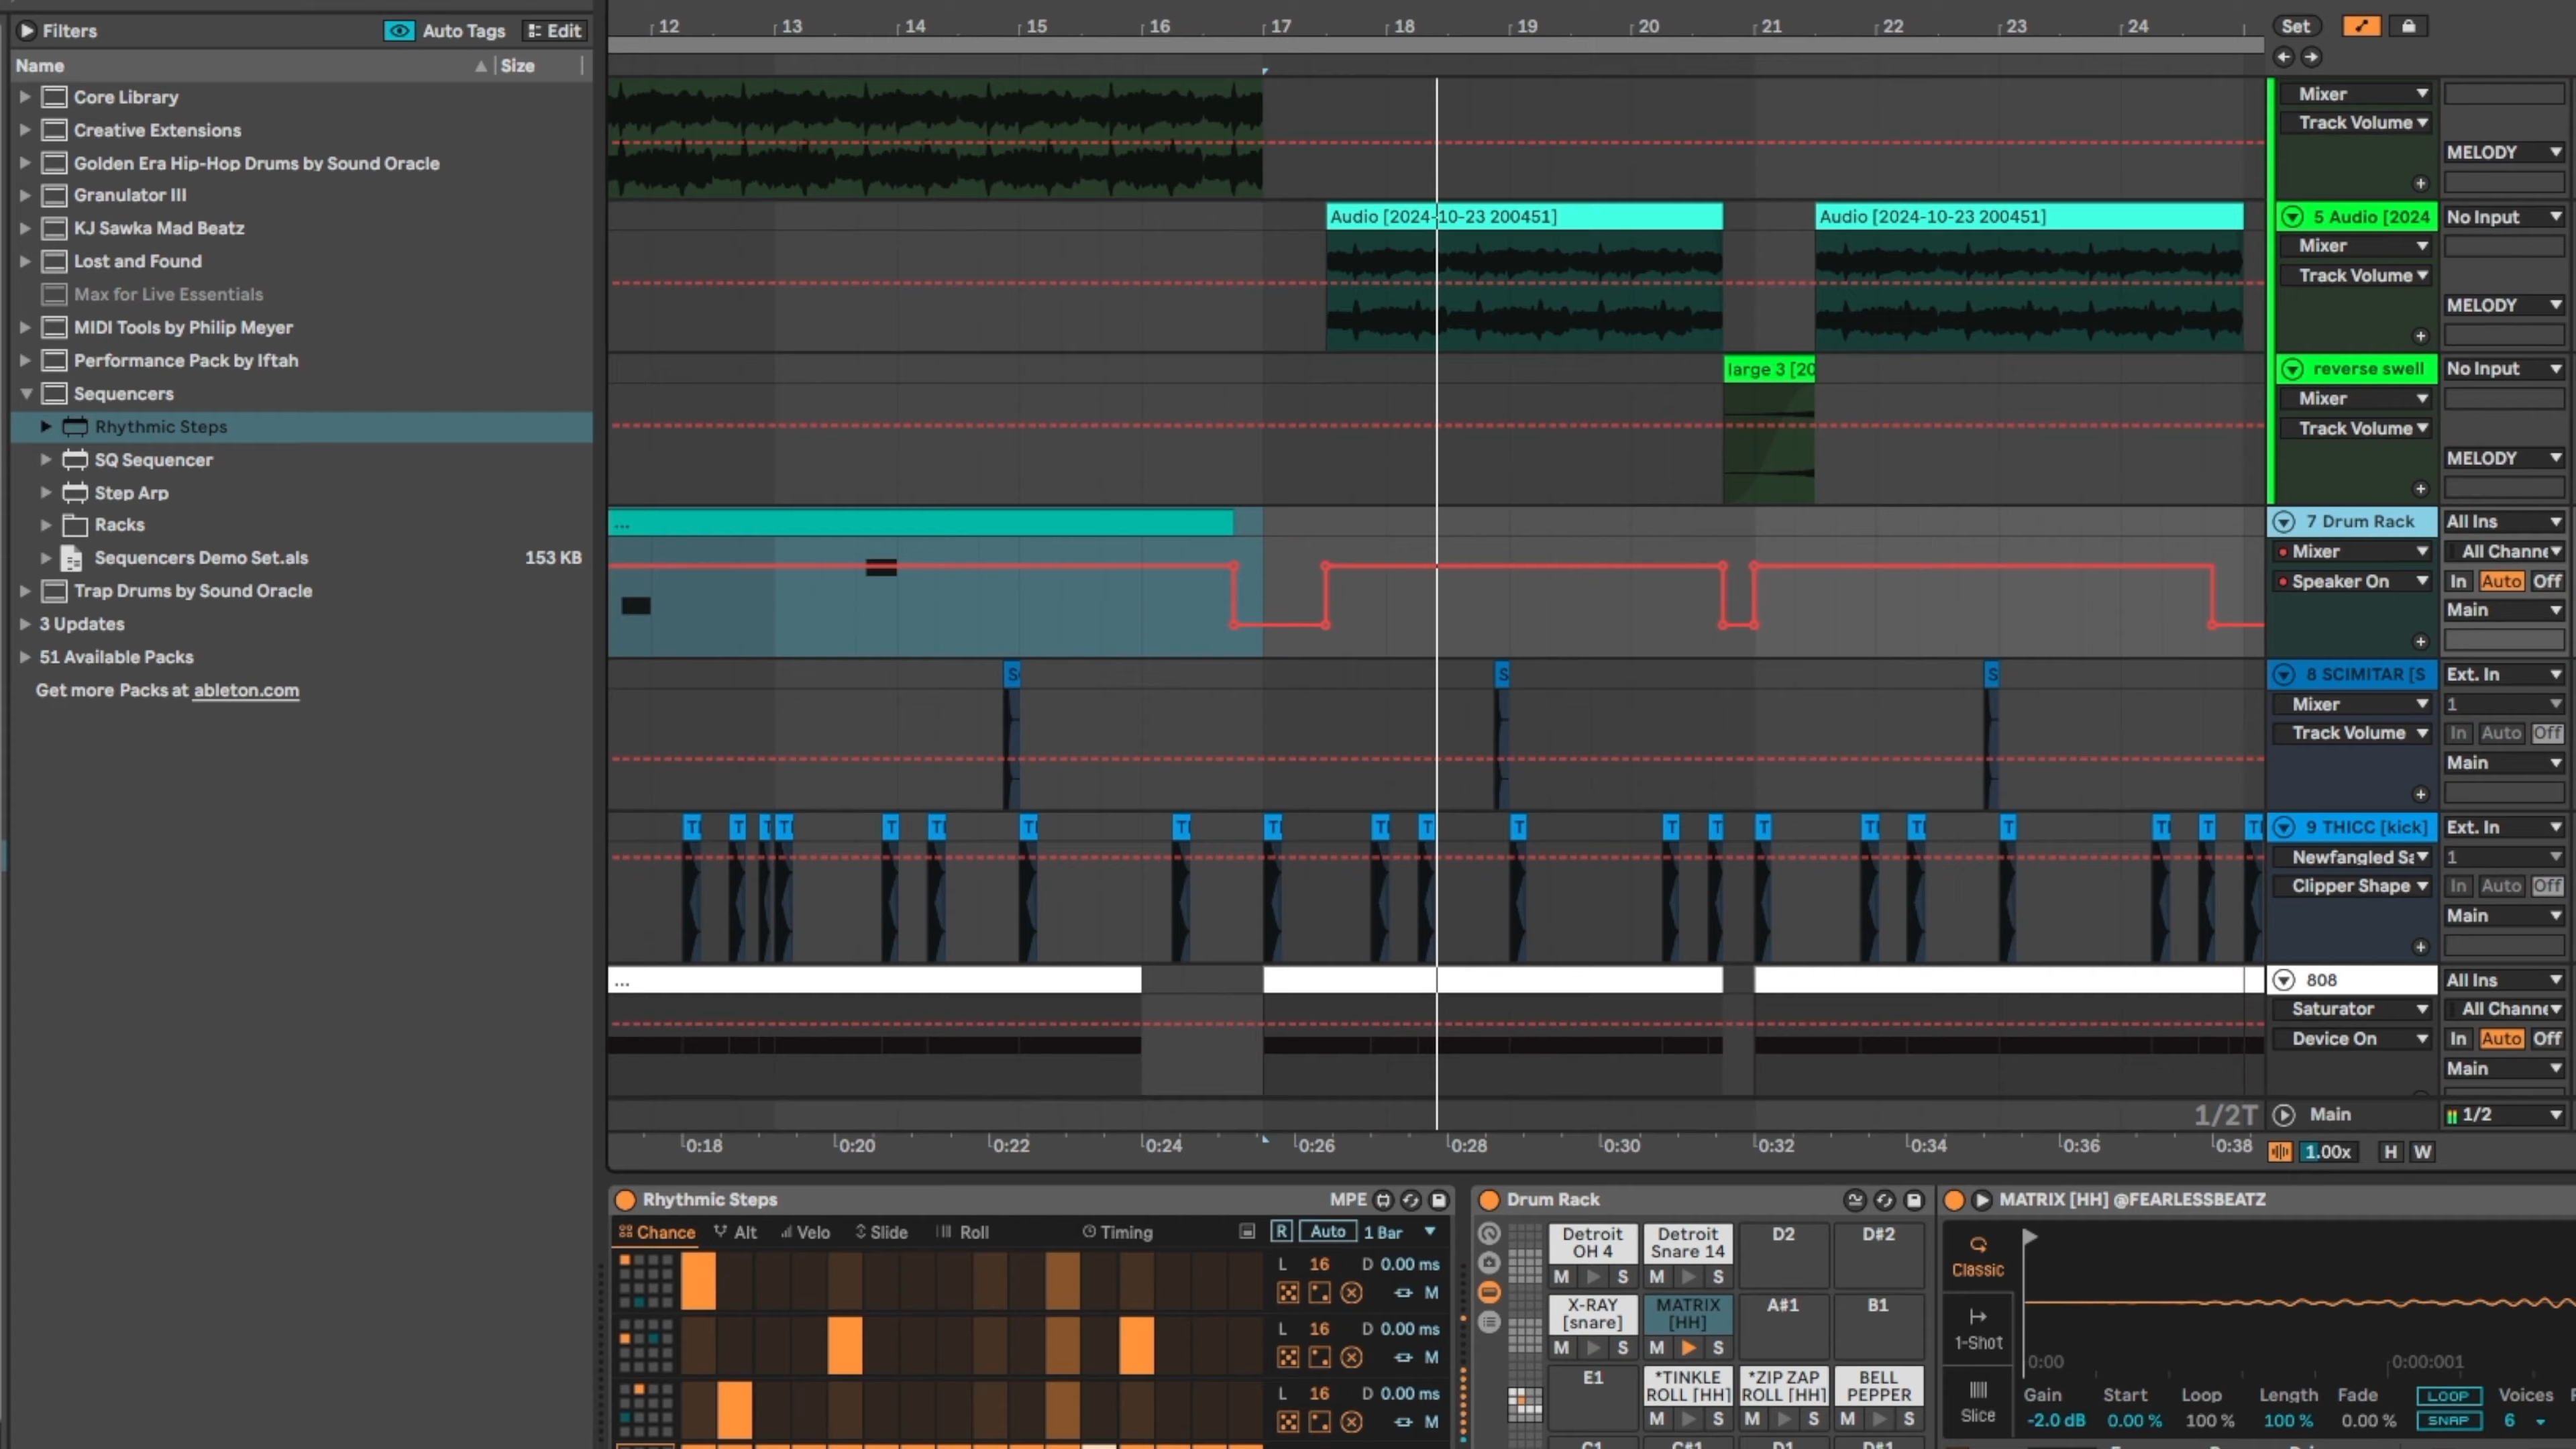 Filters Auto Tags Edit
Name Size
Core Library
Creative Extensions
Golden Era Hip-Hop Drums by Sound Oracle
Granulator III
KJ Sawka Mad Beatz
Lost and Found
Max for Live Essentials
MIDI Tools by Philip Meyer
Performance Pack by Iftah
Sequencers
Rhythmic Steps
SQ Sequencer
Step Arp
Racks
Sequencers Demo Set.als 153 KB
Trap Drums by Sound Oracle
3 Updates
51 Available Packs
Get more Packs at ableton.com
12 13 14 15 16 17 18 19 20 21 22 23 24
Set
Mixer
Track Volume
MELODY
Audio [2024-10-23 200451] Audio [2024-10-23 200451]
5 Audio [2024 No Input
Mixer
Track Volume
MELODY
large 3 [20
reverse swell No Input
Mixer
Track Volume
MELODY
...
7 Drum Rack All Ins
Mixer All Channe
Speaker On In Auto Off
Main
S S S
8 SCIMITAR [S Ext. In
Mixer 1
Track Volume In Auto Off
Main
T T T T T T T T T T T T T T T T T T T T T
9 THICC [kick] Ext. In
Newfangled Sa 1
Clipper Shape In Auto Off
Main
...
808 All Ins
Saturator All Channe
Device On In Auto Off
Main
1/2T Main 1/2
0:18 0:20 0:22 0:24 0:26 0:28 0:30 0:32 0:34 0:36 0:38
1.00x H W
Rhythmic Steps MPE
Chance Alt Velo Slide Roll Timing R Auto 1 Bar
L 16 D 0.00 ms
M
L 16 D 0.00 ms
M
L 16 D 0.00 ms
M
Drum Rack
Detroit OH 4 Detroit Snare 14 D2 D#2
M S M S
X-RAY [snare] MATRIX [HH] A#1 B1
M S M S
E1 *TINKLE ROLL [HH] *ZIP ZAP ROLL [HH] BELL PEPPER
M S M S M S
C1 C#1 D1 D#1
MATRIX [HH] @FEARLESSBEATZ
Classic
1-Shot
Slice
0:00 0:00:001
Gain Start Loop Length Fade LOOP Voices
-2.0 dB 0.00 % 100 % 100 % 0.00 % SNAP 6